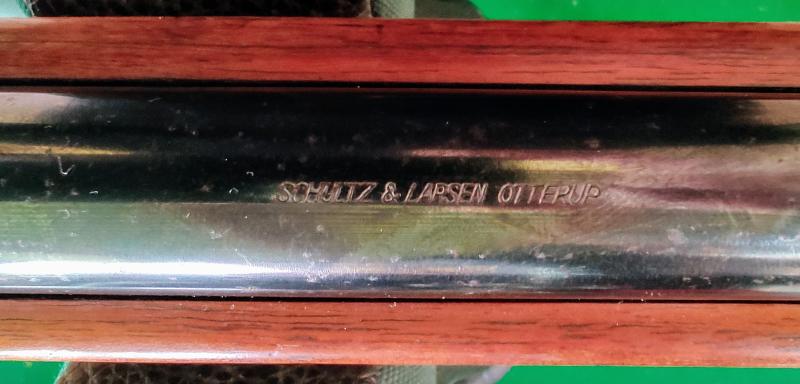 SCHULTZ & LARSEN OTTERUP